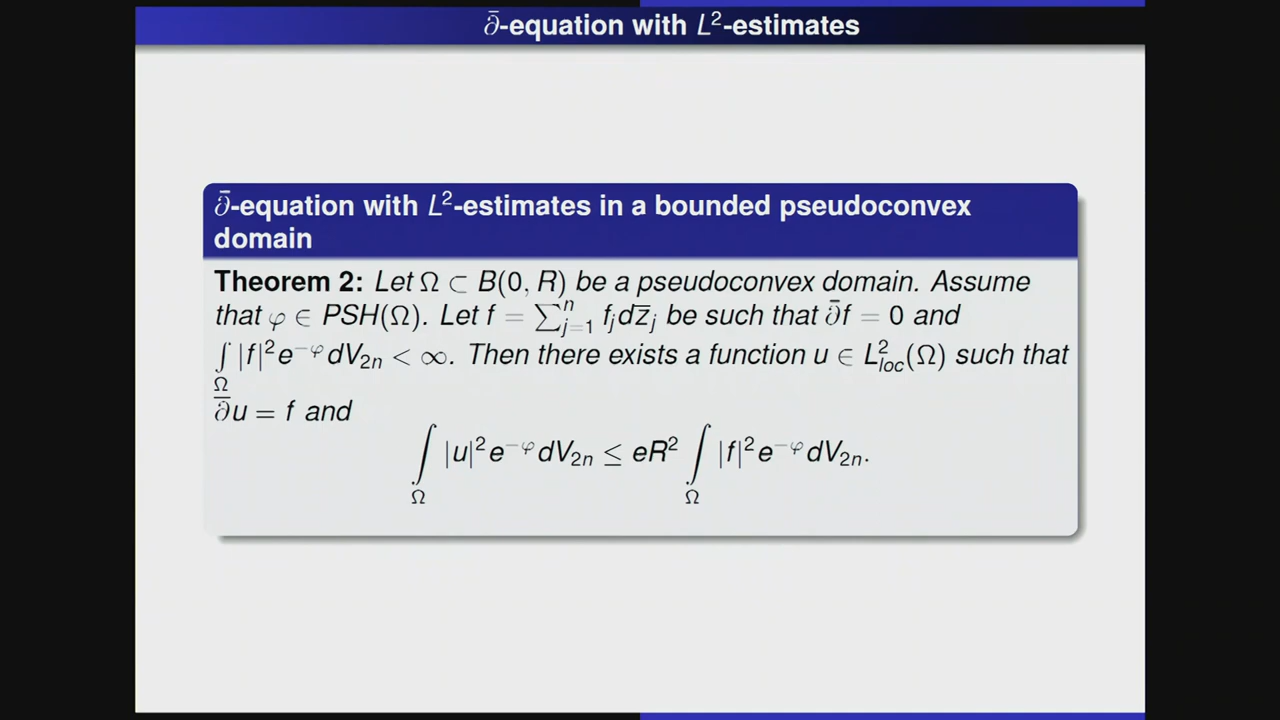 ∂̄-equation with L²-estimates
∂̄-equation with L²-estimates in a bounded pseudoconvex
domain
Theorem 2: Let Ω ⊂ B(0, R) be a pseudoconvex domain. Assume
that φ ∈ PSH(Ω). Let f = ∑ⁿⱼ₌₁ fⱼdz̄ⱼ be such that ∂̄f = 0 and
∫_Ω |f|²e^{−φ}dV₂ₙ < ∞. Then there exists a function u ∈ L²_{loc}(Ω) such that
∂̄u = f and
∫_Ω |u|²e^{−φ}dV₂ₙ ≤ eR² ∫_Ω |f|²e^{−φ}dV₂ₙ.